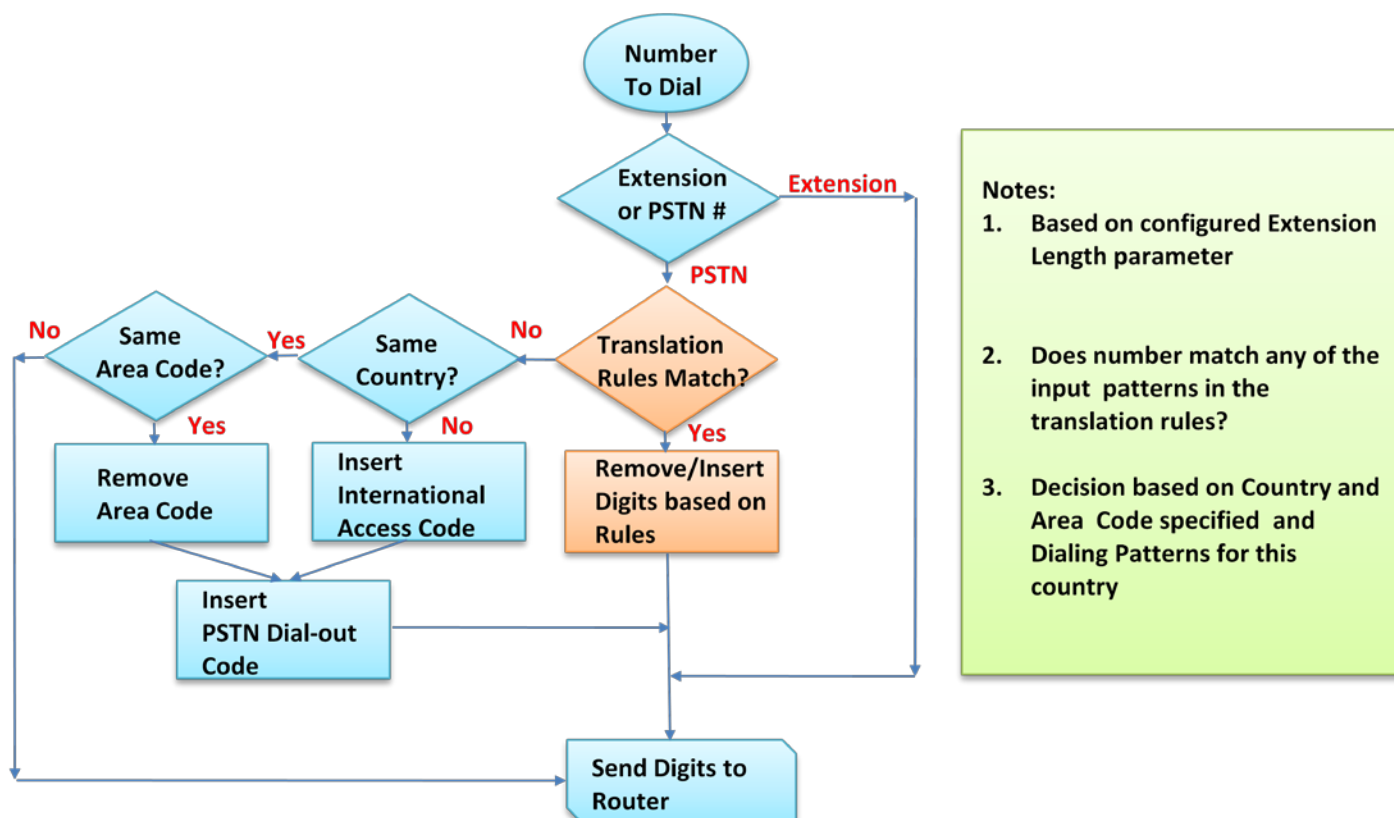 Number
To Dial
Extension
or PSTN #
Extension
PSTN
Translation
Rules Match?
No
Yes
Same
Country?
Yes
No
Same
Area Code?
No
Yes
Remove
Area Code
Insert
International
Access Code
Remove/Insert
Digits based on
Rules
Insert
PSTN Dial-out
Code
Send Digits to
Router
Notes:
1. Based on configured Extension
Length parameter
2. Does number match any of the
input patterns in the
translation rules?
3. Decision based on Country and
Area Code specified and
Dialing Patterns for this
country